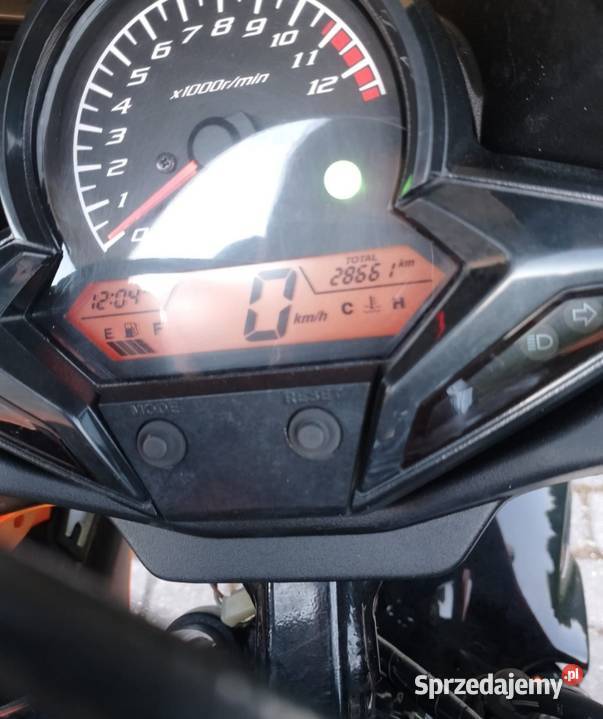 0 1 2 3 4 5 6 7 8 9 10 11 12
x1000r/min
TOTAL
12:04 28661 km
0 km/h C H
E F
MODE RESET
Sprzedajemy.pl